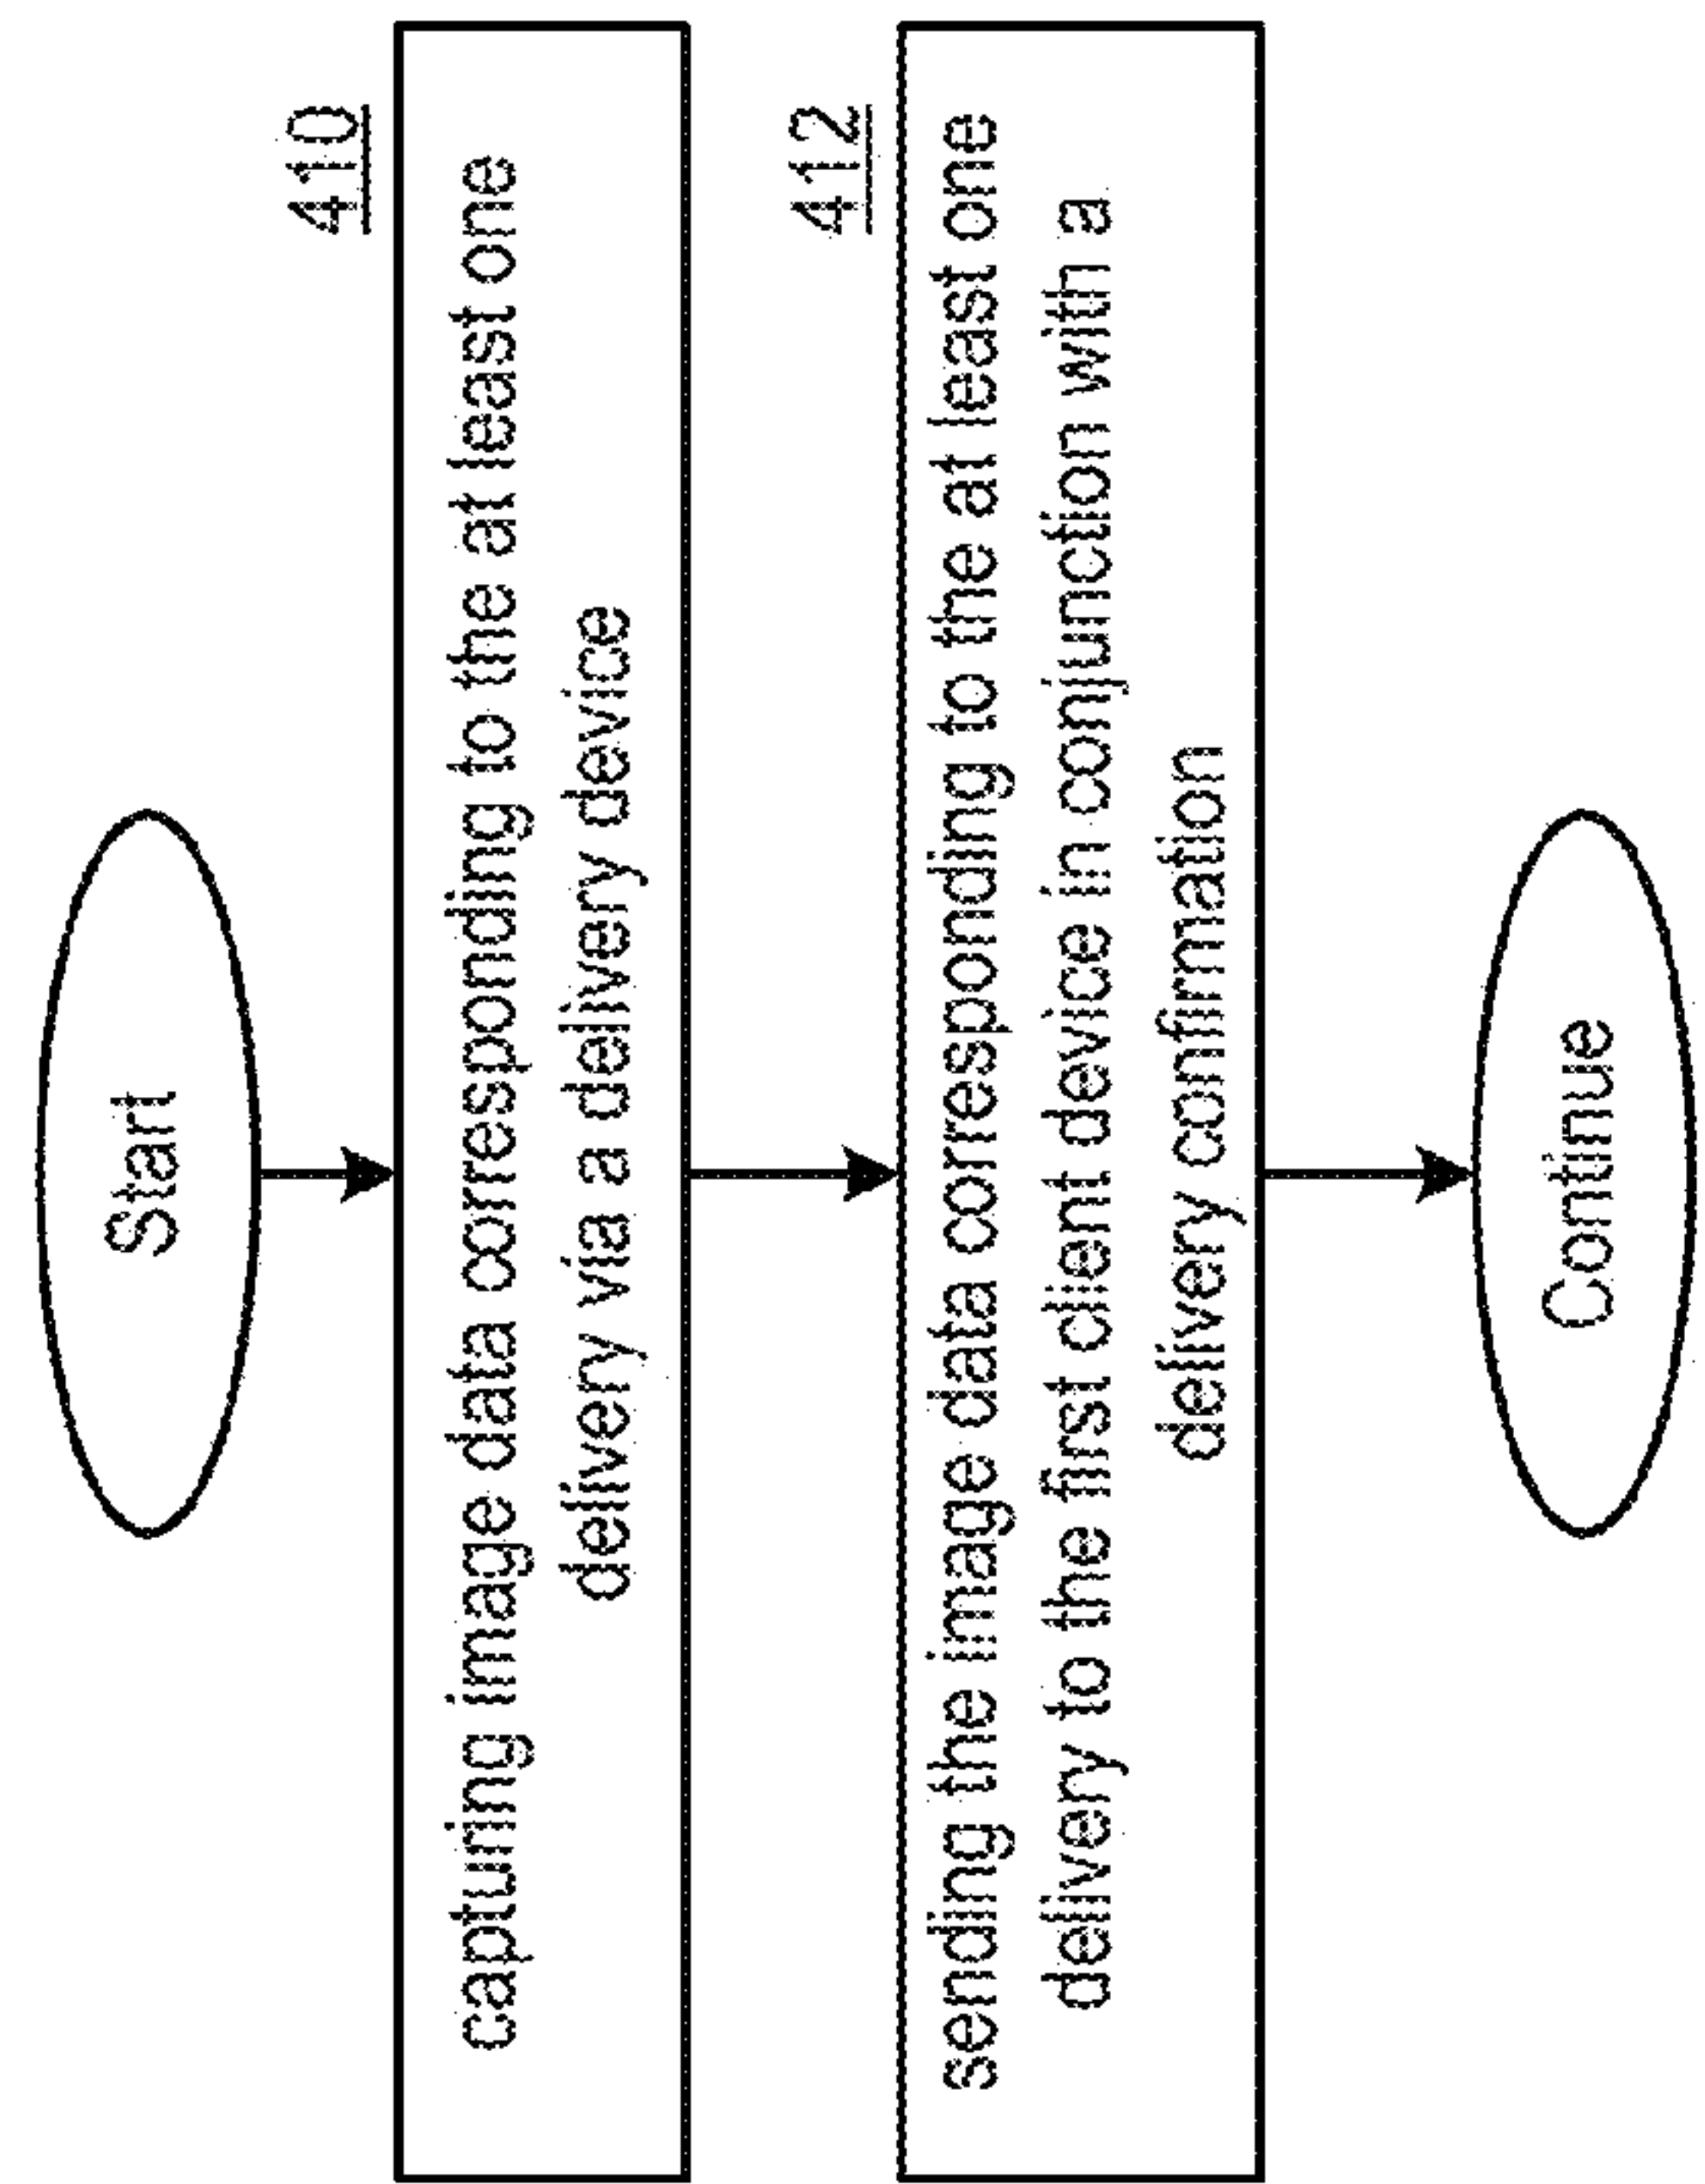 Start
410
capturing image data corresponding to the at least one
delivery via a delivery device
412
sending the image data corresponding to the at least one
delivery to the first client device in conjunction with a
delivery confirmation
Continue